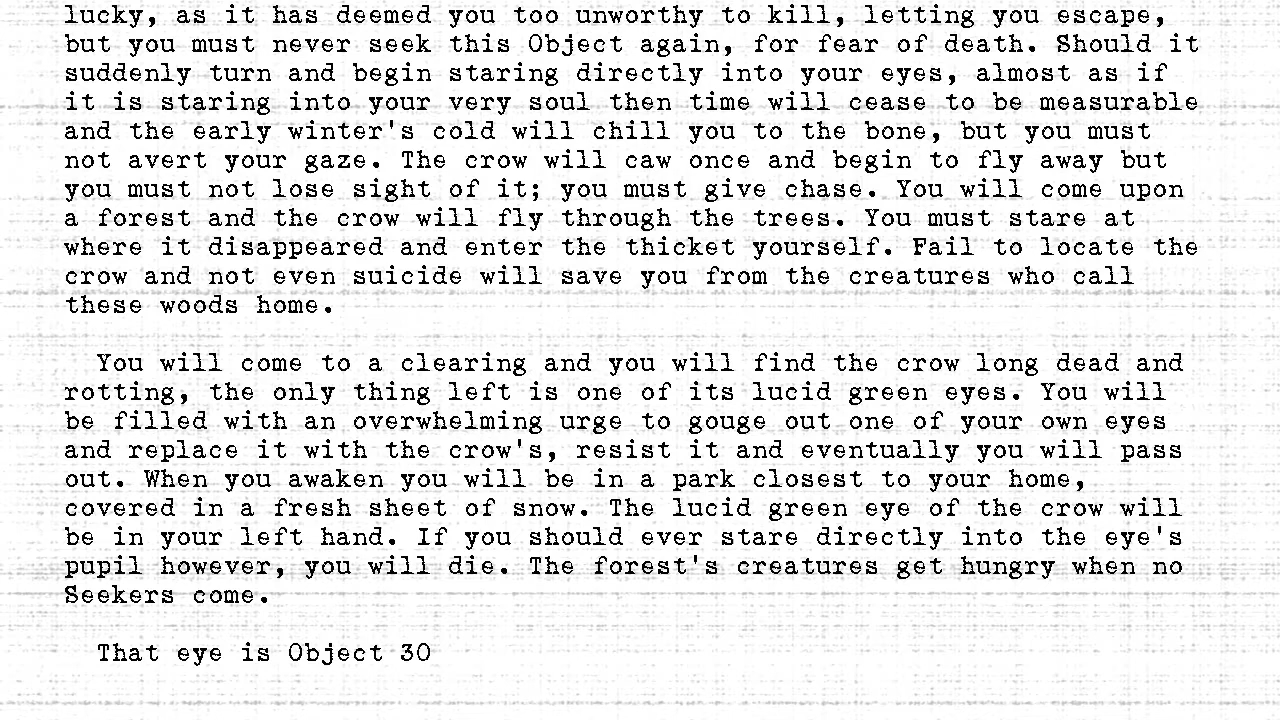 lucky, as it has deemed you too unworthy to kill, letting you escape,
but you must never seek this Object again, for fear of death. Should it
suddenly turn and begin staring directly into your eyes, almost as if
it is staring into your very soul then time will cease to be measurable
and the early winter's cold will chill you to the bone, but you must
not avert your gaze. The crow will caw once and begin to fly away but
you must not lose sight of it; you must give chase. You will come upon
a forest and the crow will fly through the trees. You must stare at
where it disappeared and enter the thicket yourself. Fail to locate the
crow and not even suicide will save you from the creatures who call
these woods home.
You will come to a clearing and you will find the crow long dead and
rotting, the only thing left is one of its lucid green eyes. You will
be filled with an overwhelming urge to gouge out one of your own eyes
and replace it with the crow's, resist it and eventually you will pass
out. When you awaken you will be in a park closest to your home,
covered in a fresh sheet of snow. The lucid green eye of the crow will
be in your left hand. If you should ever stare directly into the eye's
pupil however, you will die. The forest's creatures get hungry when no
Seekers come.
That eye is Object 30